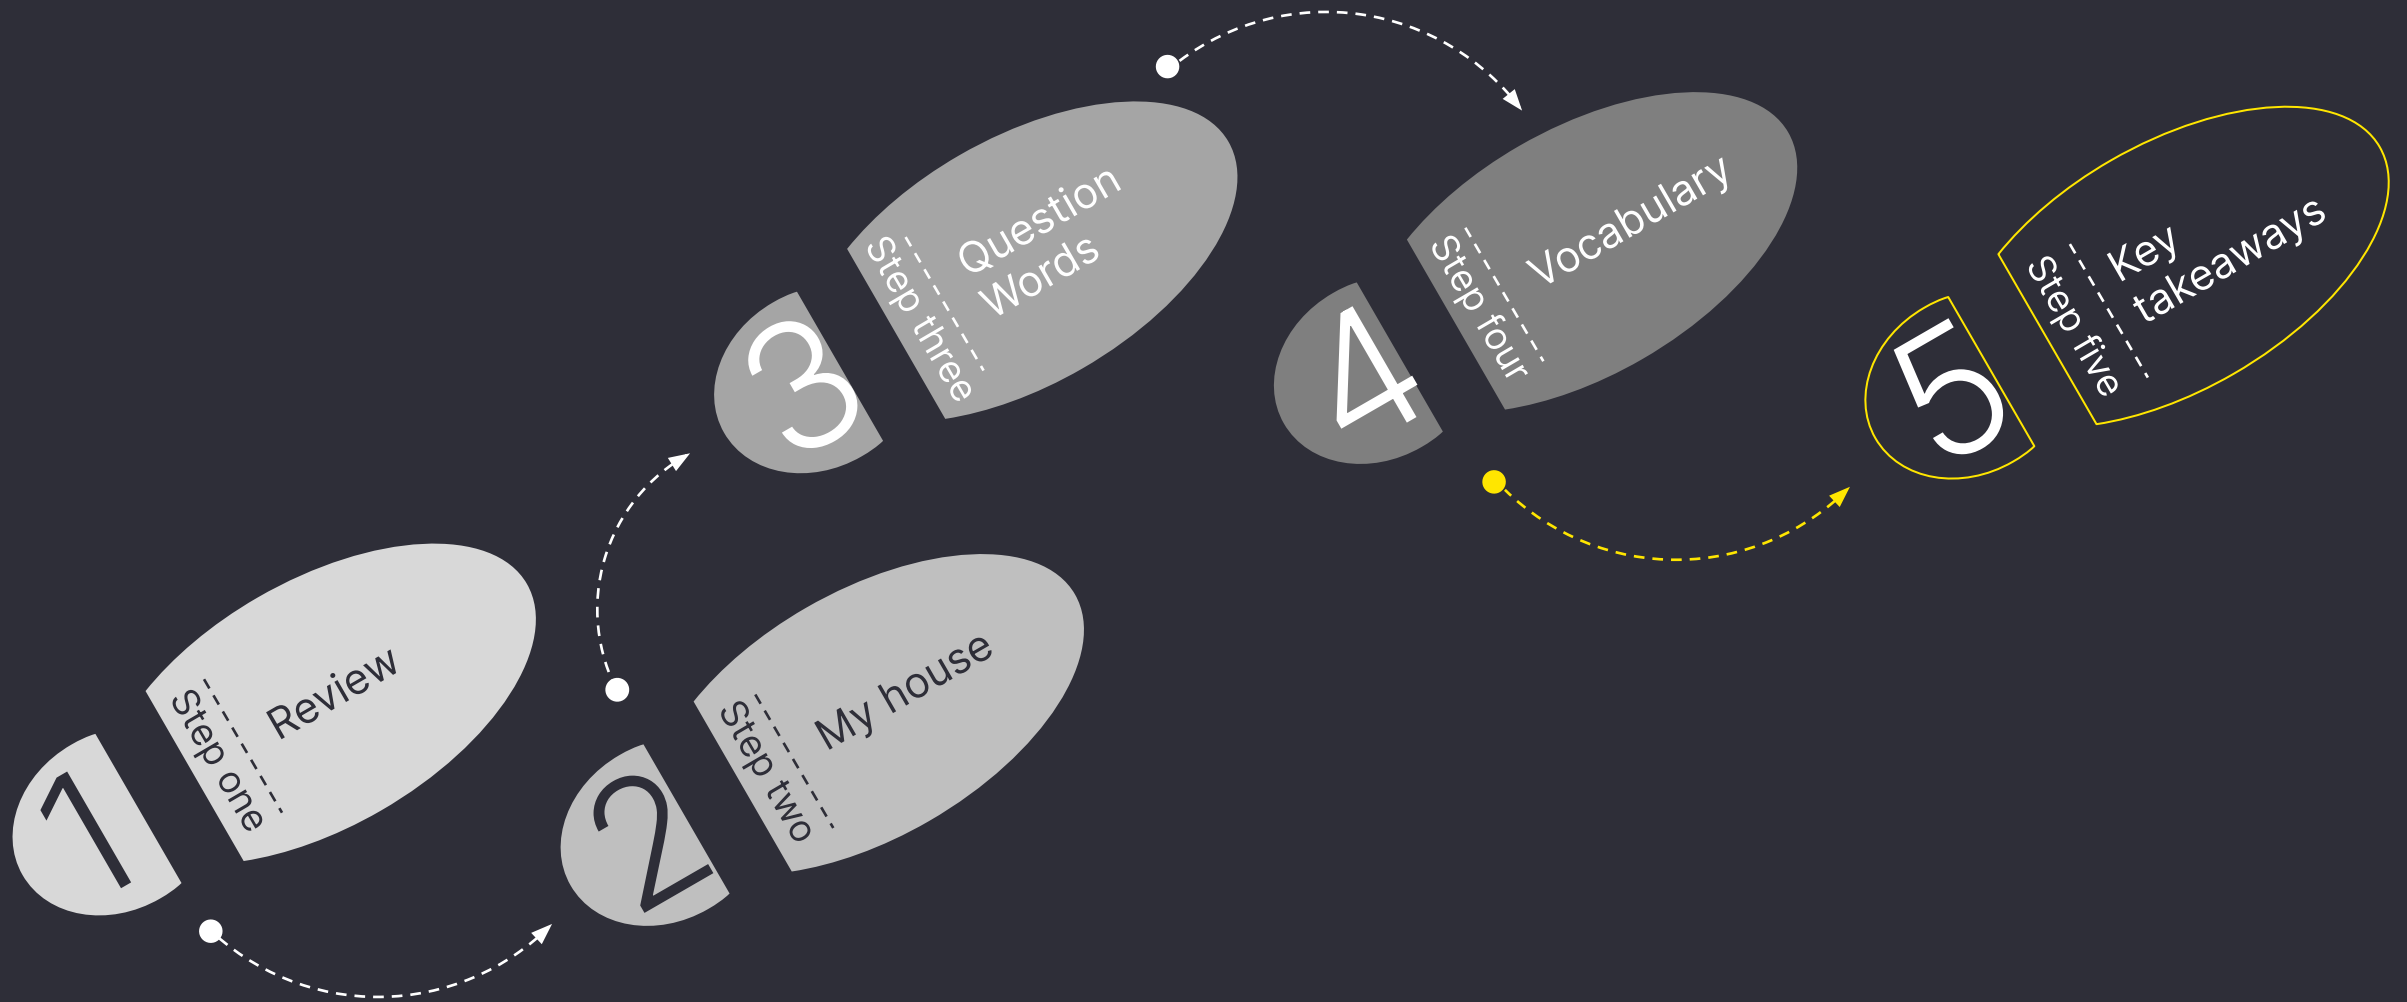 1
Step one
Review
2
Step two
My house
3
Step three
Question
Words
4
Step four
Vocabulary
5
Step five
Key
takeaways